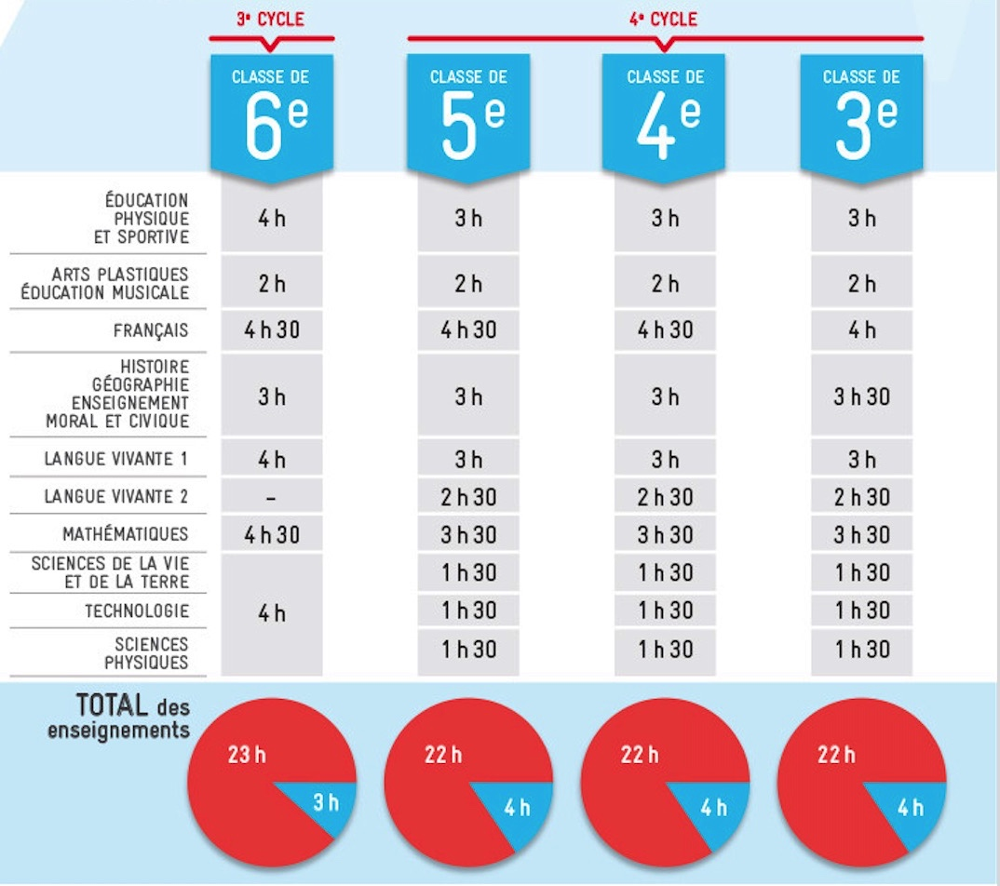 3e CYCLE 4e CYCLE
CLASSE DE CLASSE DE CLASSE DE CLASSE DE
6e 5e 4e 3e
ÉDUCATION
PHYSIQUE 4 h 3 h 3 h 3 h
ET SPORTIVE
ARTS PLASTIQUES
ÉDUCATION MUSICALE 2 h 2 h 2 h 2 h
FRANÇAIS 4 h 30 4 h 30 4 h 30 4 h
HISTOIRE
GÉOGRAPHIE
ENSEIGNEMENT 3 h 3 h 3 h 3 h 30
MORAL ET CIVIQUE
LANGUE VIVANTE 1 4 h 3 h 3 h 3 h
LANGUE VIVANTE 2 – 2 h 30 2 h 30 2 h 30
MATHÉMATIQUES 4 h 30 3 h 30 3 h 30 3 h 30
SCIENCES DE LA VIE
ET DE LA TERRE 1 h 30 1 h 30 1 h 30
TECHNOLOGIE 4 h 1 h 30 1 h 30 1 h 30
SCIENCES
PHYSIQUES 1 h 30 1 h 30 1 h 30
TOTAL des
enseignements
23 h 22 h 22 h 22 h
3 h 4 h 4 h 4 h